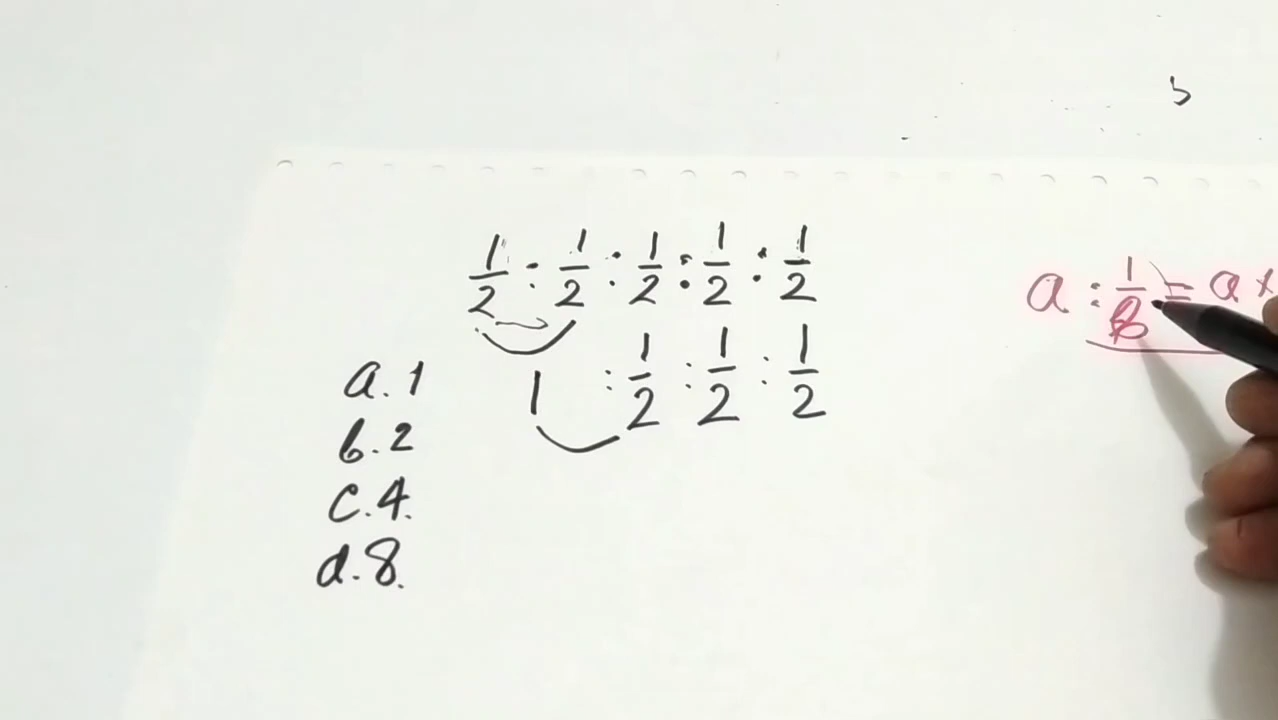 1/2 : 1/2 : 1/2 : 1/2 : 1/2
1 : 1/2 : 1/2 : 1/2
a. 1
b. 2
c. 4.
d. 8.
a : 1/b = a ×